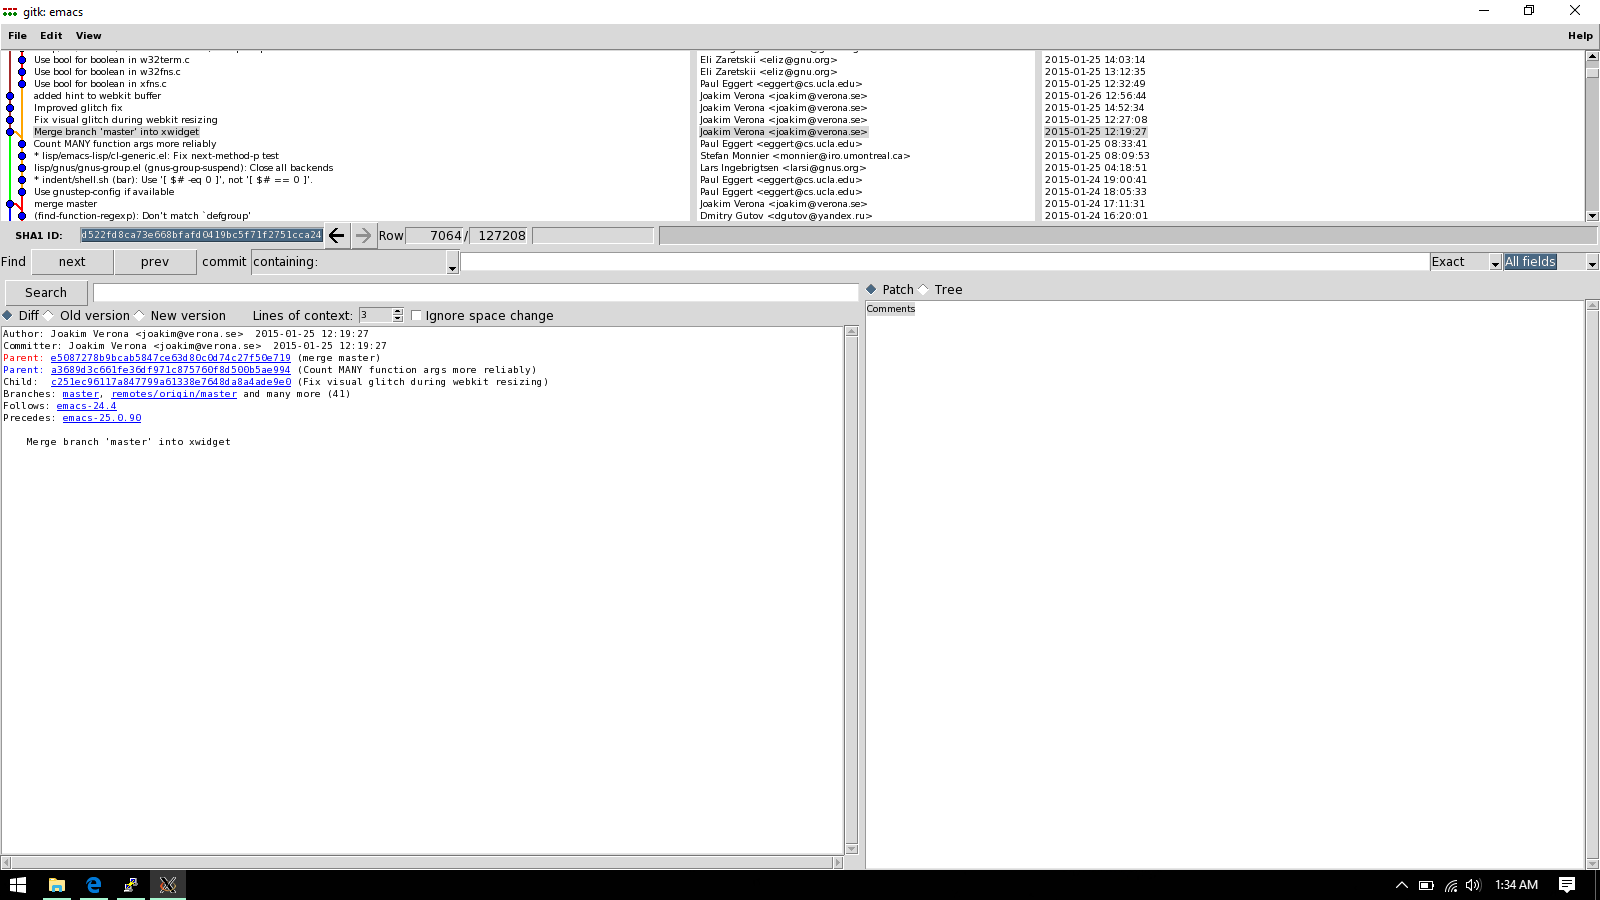 gitk: emacs
File Edit View Help
Use bool for boolean in w32term.c Eli Zaretskii <eliz@gnu.org> 2015-01-25 14:03:14
Use bool for boolean in w32fns.c Eli Zaretskii <eliz@gnu.org> 2015-01-25 13:12:35
Use bool for boolean in xfns.c Paul Eggert <eggert@cs.ucla.edu> 2015-01-25 12:32:49
added hint to webkit buffer Joakim Verona <joakim@verona.se> 2015-01-26 12:56:44
Improved glitch fix Joakim Verona <joakim@verona.se> 2015-01-25 14:52:34
Fix visual glitch during webkit resizing Joakim Verona <joakim@verona.se> 2015-01-25 12:27:08
Merge branch 'master' into xwidget Joakim Verona <joakim@verona.se> 2015-01-25 12:19:27
Count MANY function args more reliably Paul Eggert <eggert@cs.ucla.edu> 2015-01-25 08:33:41
* lisp/emacs-lisp/cl-generic.el: Fix next-method-p test Stefan Monnier <monnier@iro.umontreal.ca> 2015-01-25 08:09:53
lisp/gnus/gnus-group.el (gnus-group-suspend): Close all backends Lars Ingebrigtsen <larsi@gnus.org> 2015-01-25 04:18:51
* indent/shell.sh (bar): Use '[ $# -eq 0 ]', not '[ $# == 0 ]'. Paul Eggert <eggert@cs.ucla.edu> 2015-01-24 19:00:41
Use gnustep-config if available Paul Eggert <eggert@cs.ucla.edu> 2015-01-24 18:05:33
merge master Joakim Verona <joakim@verona.se> 2015-01-24 17:11:31
(find-function-regexp): Don't match `defgroup' Dmitry Gutov <dgutov@yandex.ru> 2015-01-24 16:20:01
SHA1 ID: d522fd8ca73e668bfafd0419bc5f71f2751cca24 Row 7064 / 127208
Find next prev commit containing: Exact All fields
Search
Patch Tree
Diff Old version New version Lines of context: 3 Ignore space change
Comments
Author: Joakim Verona <joakim@verona.se>  2015-01-25 12:19:27
Committer: Joakim Verona <joakim@verona.se>  2015-01-25 12:19:27
Parent: e5087278b9bcab5847ce63d80c0d74c27f50e719 (merge master)
Parent: a3689d3c661fe36df971c875760f8d500b5ae994 (Count MANY function args more reliably)
Child:  c251ec96117a847799a61338e7648da8a4ade9e0 (Fix visual glitch during webkit resizing)
Branches: master, remotes/origin/master and many more (41)
Follows: emacs-24.4
Precedes: emacs-25.0.90
Merge branch 'master' into xwidget
1:34 AM